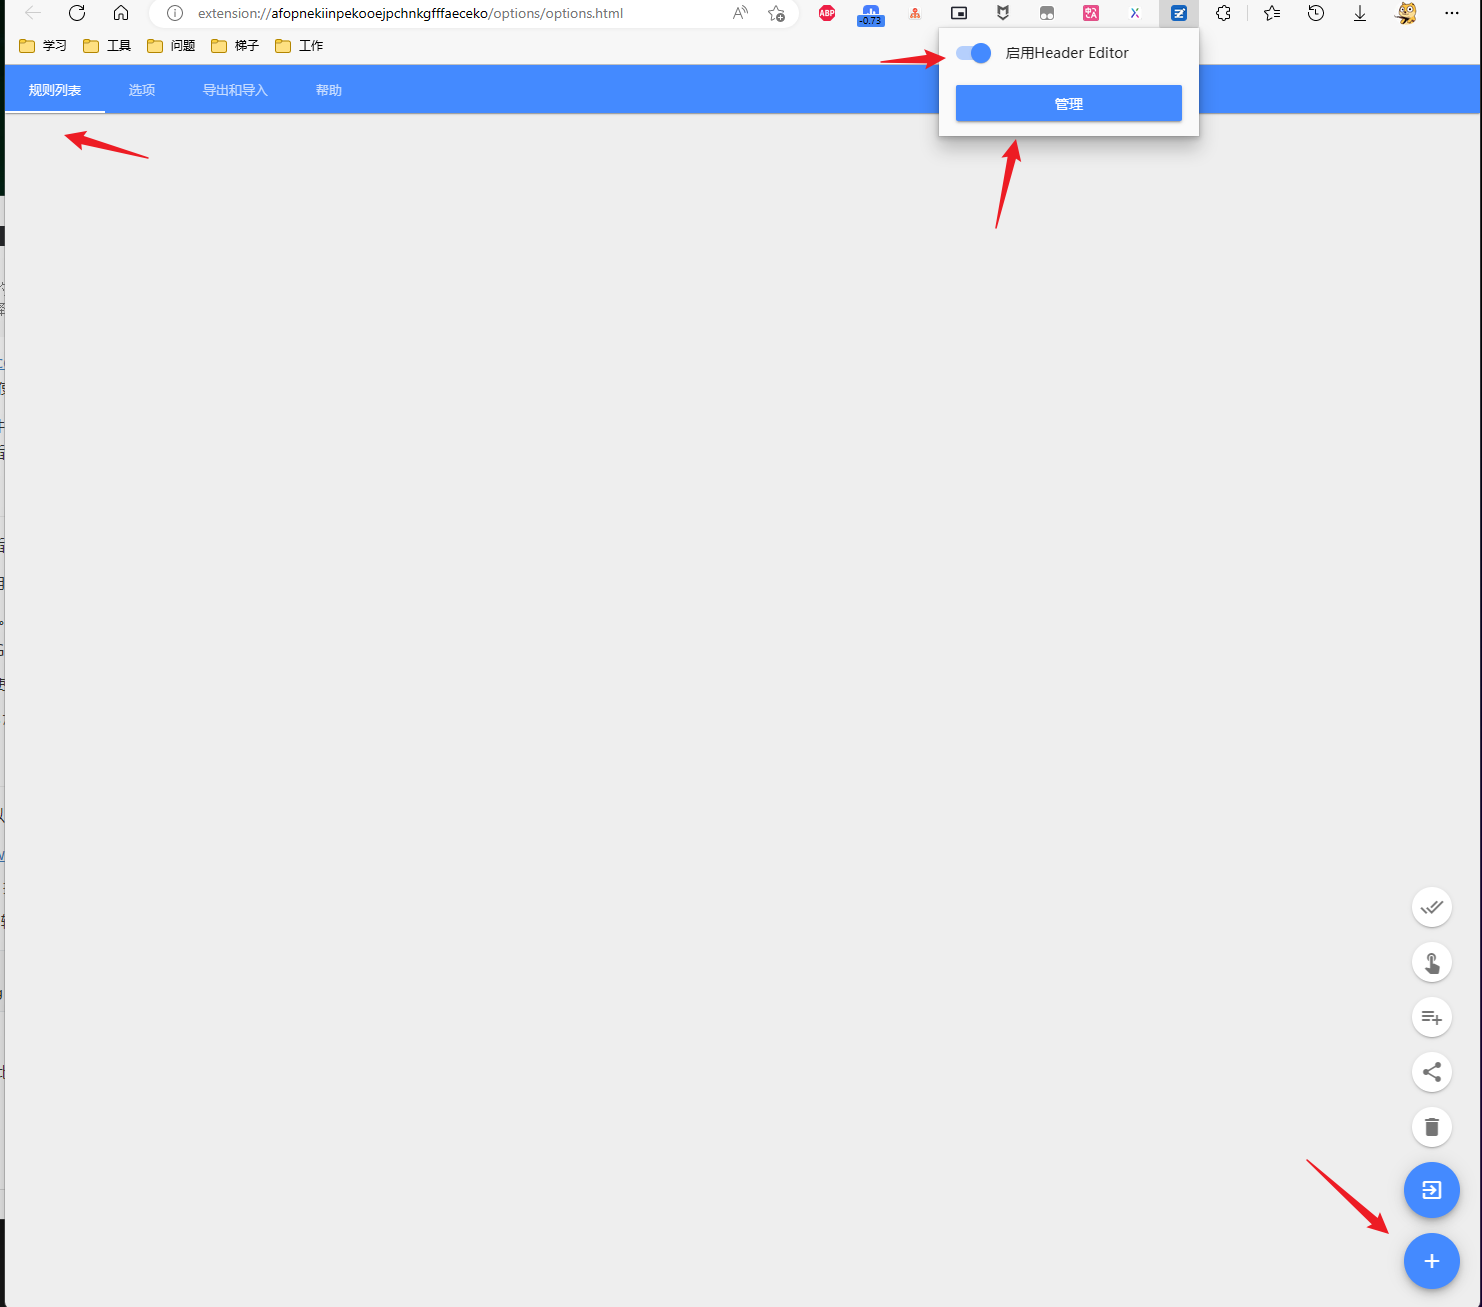 extension://afopnekiinpekooejpchnkgfffaeceko/options/options.html
A
ABP
-0.73
学习
工具
问题
梯子
工作
启用Header Editor
管理
规则列表
选项
导出和导入
帮助